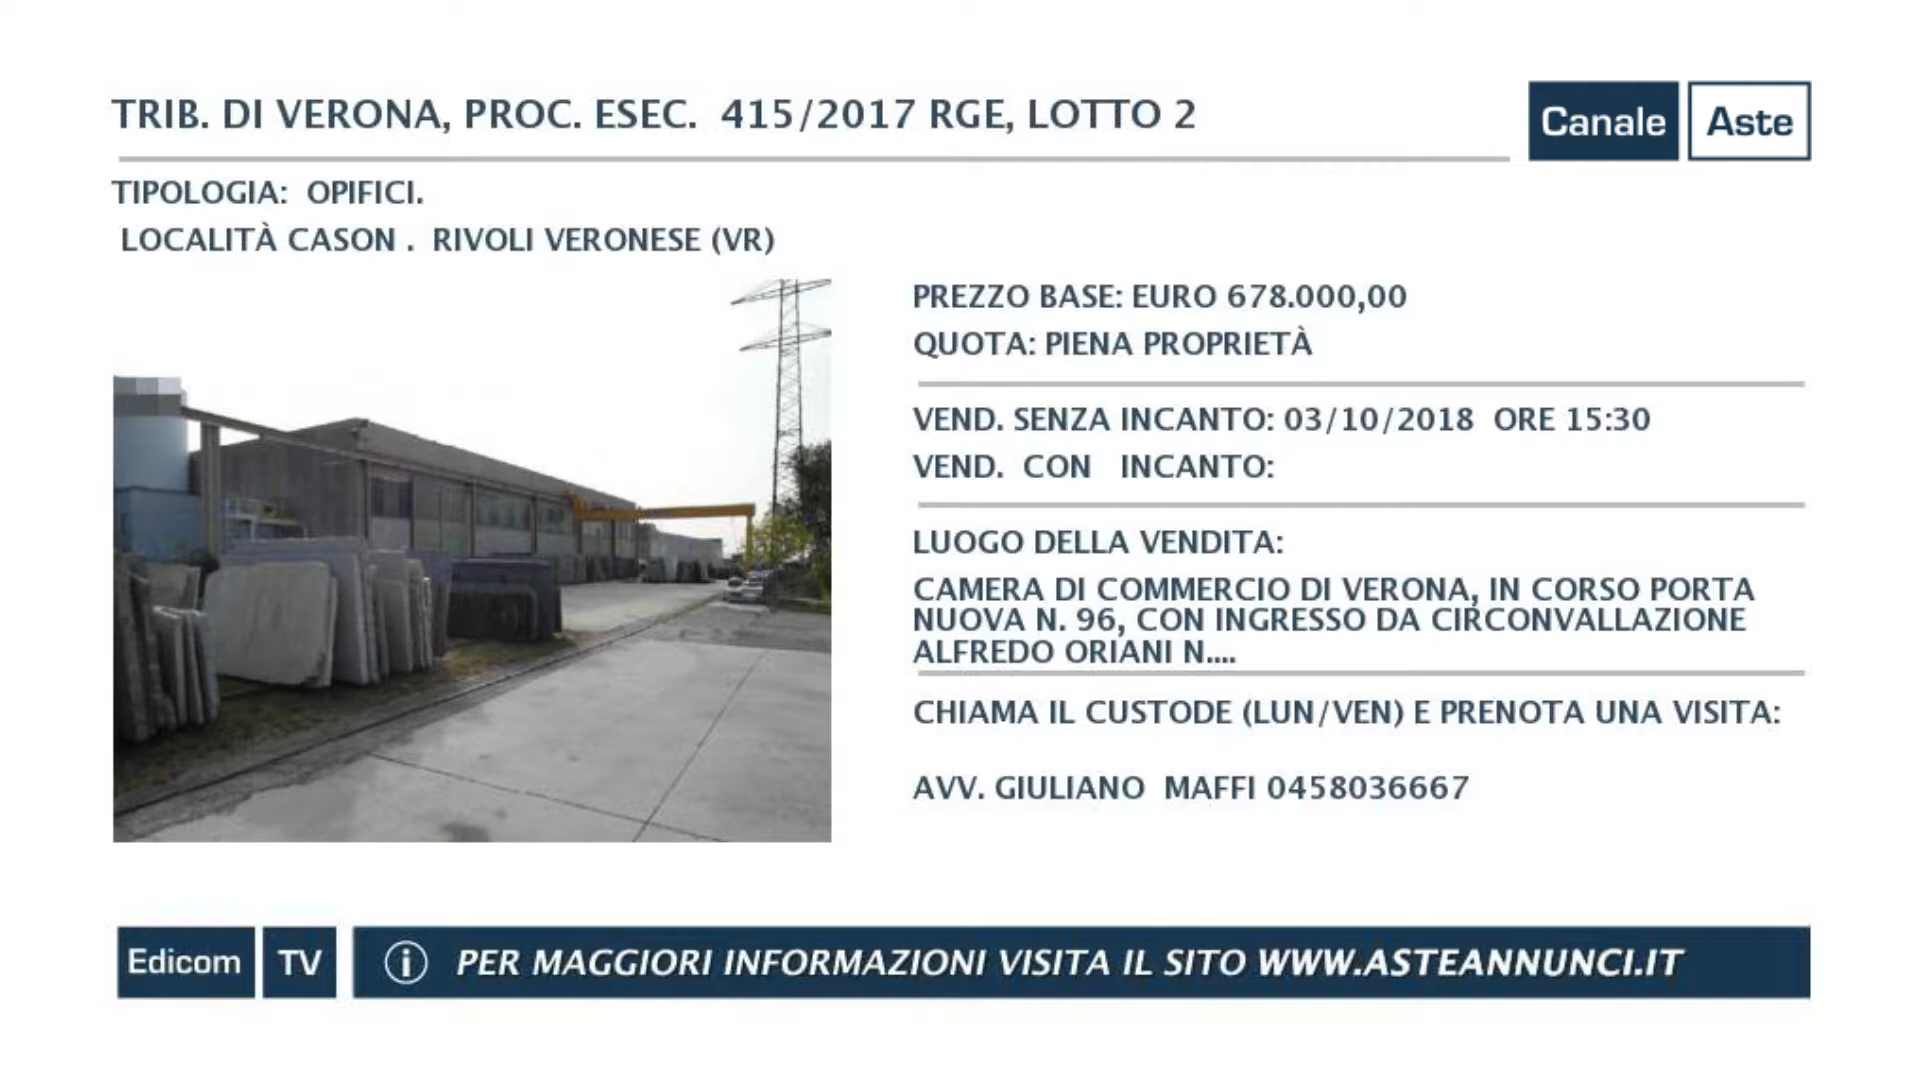 TRIB. DI VERONA, PROC. ESEC. 415/2017 RGE, LOTTO 2
Canale Aste
TIPOLOGIA: OPIFICI.
LOCALITÀ CASON . RIVOLI VERONESE (VR)
PREZZO BASE: EURO 678.000,00
QUOTA: PIENA PROPRIETÀ
VEND. SENZA INCANTO: 03/10/2018 ORE 15:30
VEND. CON INCANTO:
LUOGO DELLA VENDITA:
CAMERA DI COMMERCIO DI VERONA, IN CORSO PORTA
NUOVA N. 96, CON INGRESSO DA CIRCONVALLAZIONE
ALFREDO ORIANI N....
CHIAMA IL CUSTODE (LUN/VEN) E PRENOTA UNA VISITA:
AVV. GIULIANO MAFFI 0458036667
Edicom TV
PER MAGGIORI INFORMAZIONI VISITA IL SITO WWW.ASTEANNUNCI.IT